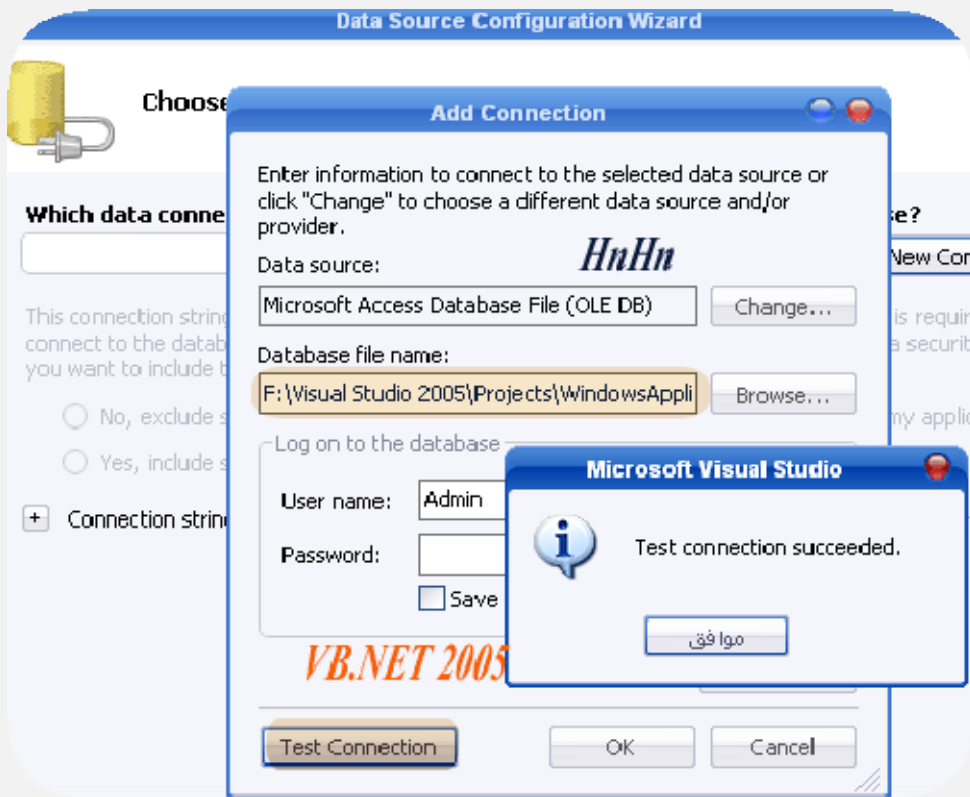 Data Source Configuration Wizard
Choose
Add Connection
Enter information to connect to the selected data source or
click "Change" to choose a different data source and/or
provider.
Which data conne
e?
HnHn
New Con
Data source:
Microsoft Access Database File (OLE DB)
Change...
This connection string
is requir
connect to the datab
a securit
you want to include t
Database file name:
F:\Visual Studio 2005\Projects\WindowsAppli
Browse...
No, exclude s
my applic
Log on to the database
Yes, include s
Microsoft Visual Studio
User name:
Admin
Connection string
Test connection succeeded.
Password:
Save
موافق
VB.NET 2005
Test Connection
OK
Cancel